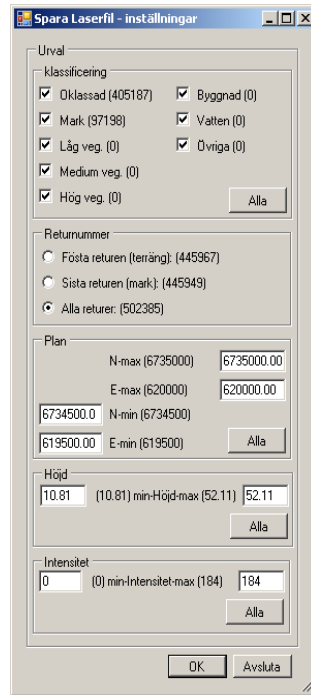 Spara Laserfil - inställningar
Urval
klassificering
Oklassad (405187) Byggnad (0)
Mark (97198) Vatten (0)
Låg veg. (0) Övriga (0)
Medium veg. (0)
Hög veg. (0) Alla
Returnummer
Fösta returen (terräng): (445967)
Sista returen (mark): (445949)
Alla returer: (502385)
Plan
N-max (6735000) 6735000.00
E-max (620000) 620000.00
6734500.0 N-min (6734500)
619500.00 E-min (619500) Alla
Höjd
10.81 (10.81) min-Höjd-max (52.11) 52.11
Alla
Intensitet
0 (0) min-Intensitet-max (184) 184
Alla
OK Avsluta